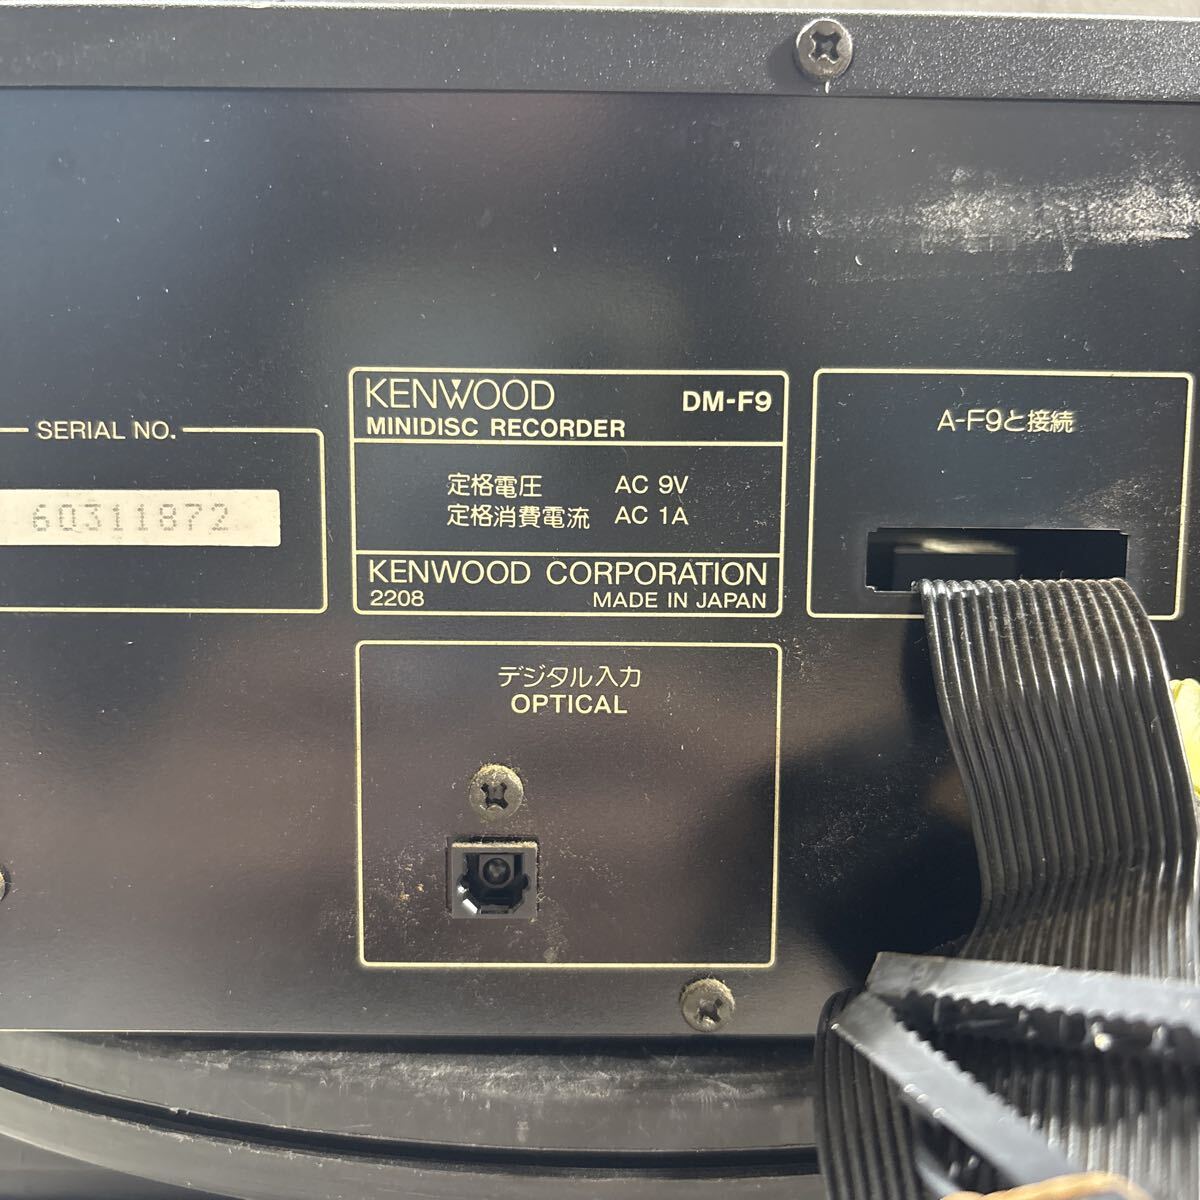 SERIAL NO.
60311872
KENWOOD
DM-F9
MINIDISC RECORDER
定格電圧 AC 9V
定格消費電流 AC 1A
KENWOOD CORPORATION
2208 MADE IN JAPAN
A-F9と接続
デジタル入力
OPTICAL